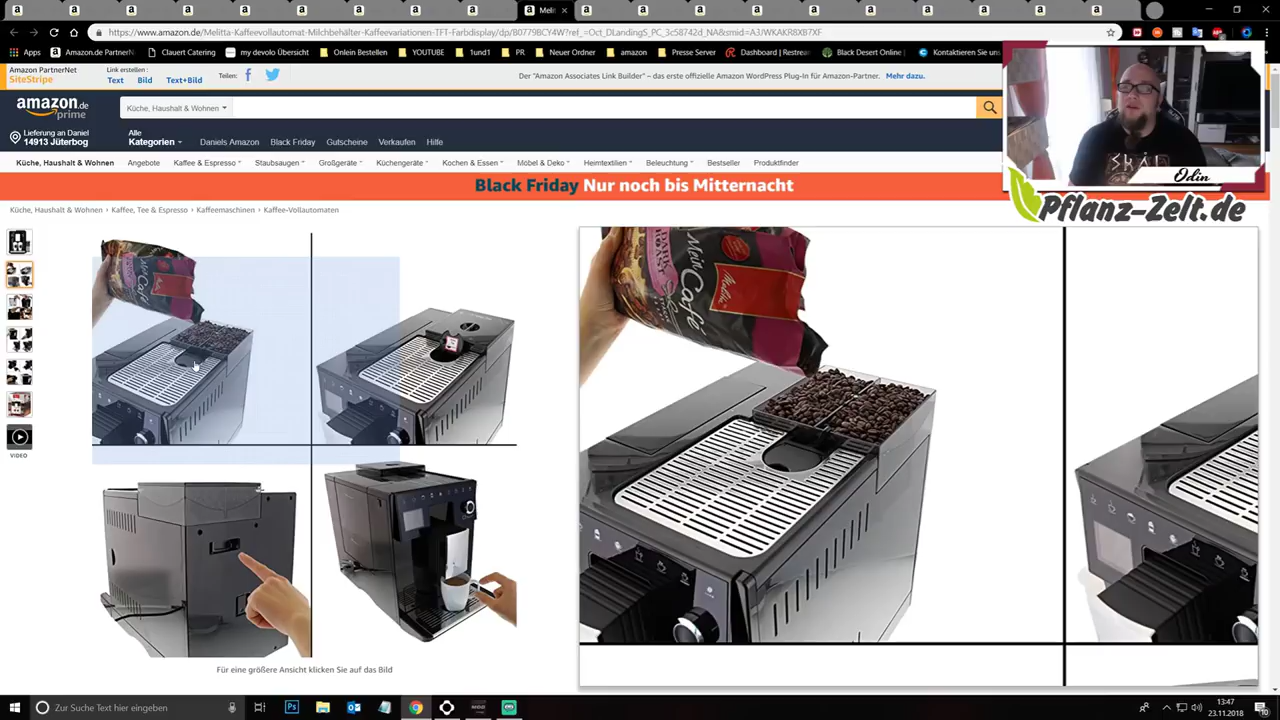 Melit
https://www.amazon.de/Melitta-Kaffeevollautomat-Milchbehälter-Kaffeevariationen-TFT-Farbdisplay/dp/B0779BCY4W?ref_=Oct_DLandingS_PC_3c58742d_NA&smid=A3JWKAKR8XB7XF
Apps
Amazon.de PartnerN
Clauert Catering
my devolo Übersicht
Onlein Bestellen
YOUTUBE
1und1
PR
Neuer Ordner
amazon
Presse Server
Dashboard | Restrea
Black Desert Online |
Kontaktieren Sie uns
Amazon PartnerNet
SiteStripe
Link erstellen:
Text
Bild
Text+Bild
Teilen:
Der "Amazon Associates Link Builder" – das erste offizielle Amazon WordPress Plug-In für Amazon-Partner. Mehr dazu.
amazon.de
prime
Küche, Haushalt & Wohnen
Lieferung an Daniel
14913 Jüterbog
Alle
Kategorien
Daniels Amazon
Black Friday
Gutscheine
Verkaufen
Hilfe
Küche, Haushalt & Wohnen
Angebote
Kaffee & Espresso
Staubsaugen
Großgeräte
Küchengeräte
Kochen & Essen
Möbel & Deko
Heimtextilien
Beleuchtung
Bestseller
Produktfinder
SKÁL
Odin
Pflanz-Zelt.de
Black Friday Nur noch bis Mitternacht
Küche, Haushalt & Wohnen › Kaffee, Tee & Espresso › Kaffeemaschinen › Kaffee-Vollautomaten
Mein Café
Melitta
Mein Café
Melitta
VIDEO
Für eine größere Ansicht klicken Sie auf das Bild
Zur Suche Text hier eingeben
13:47
23.11.2018